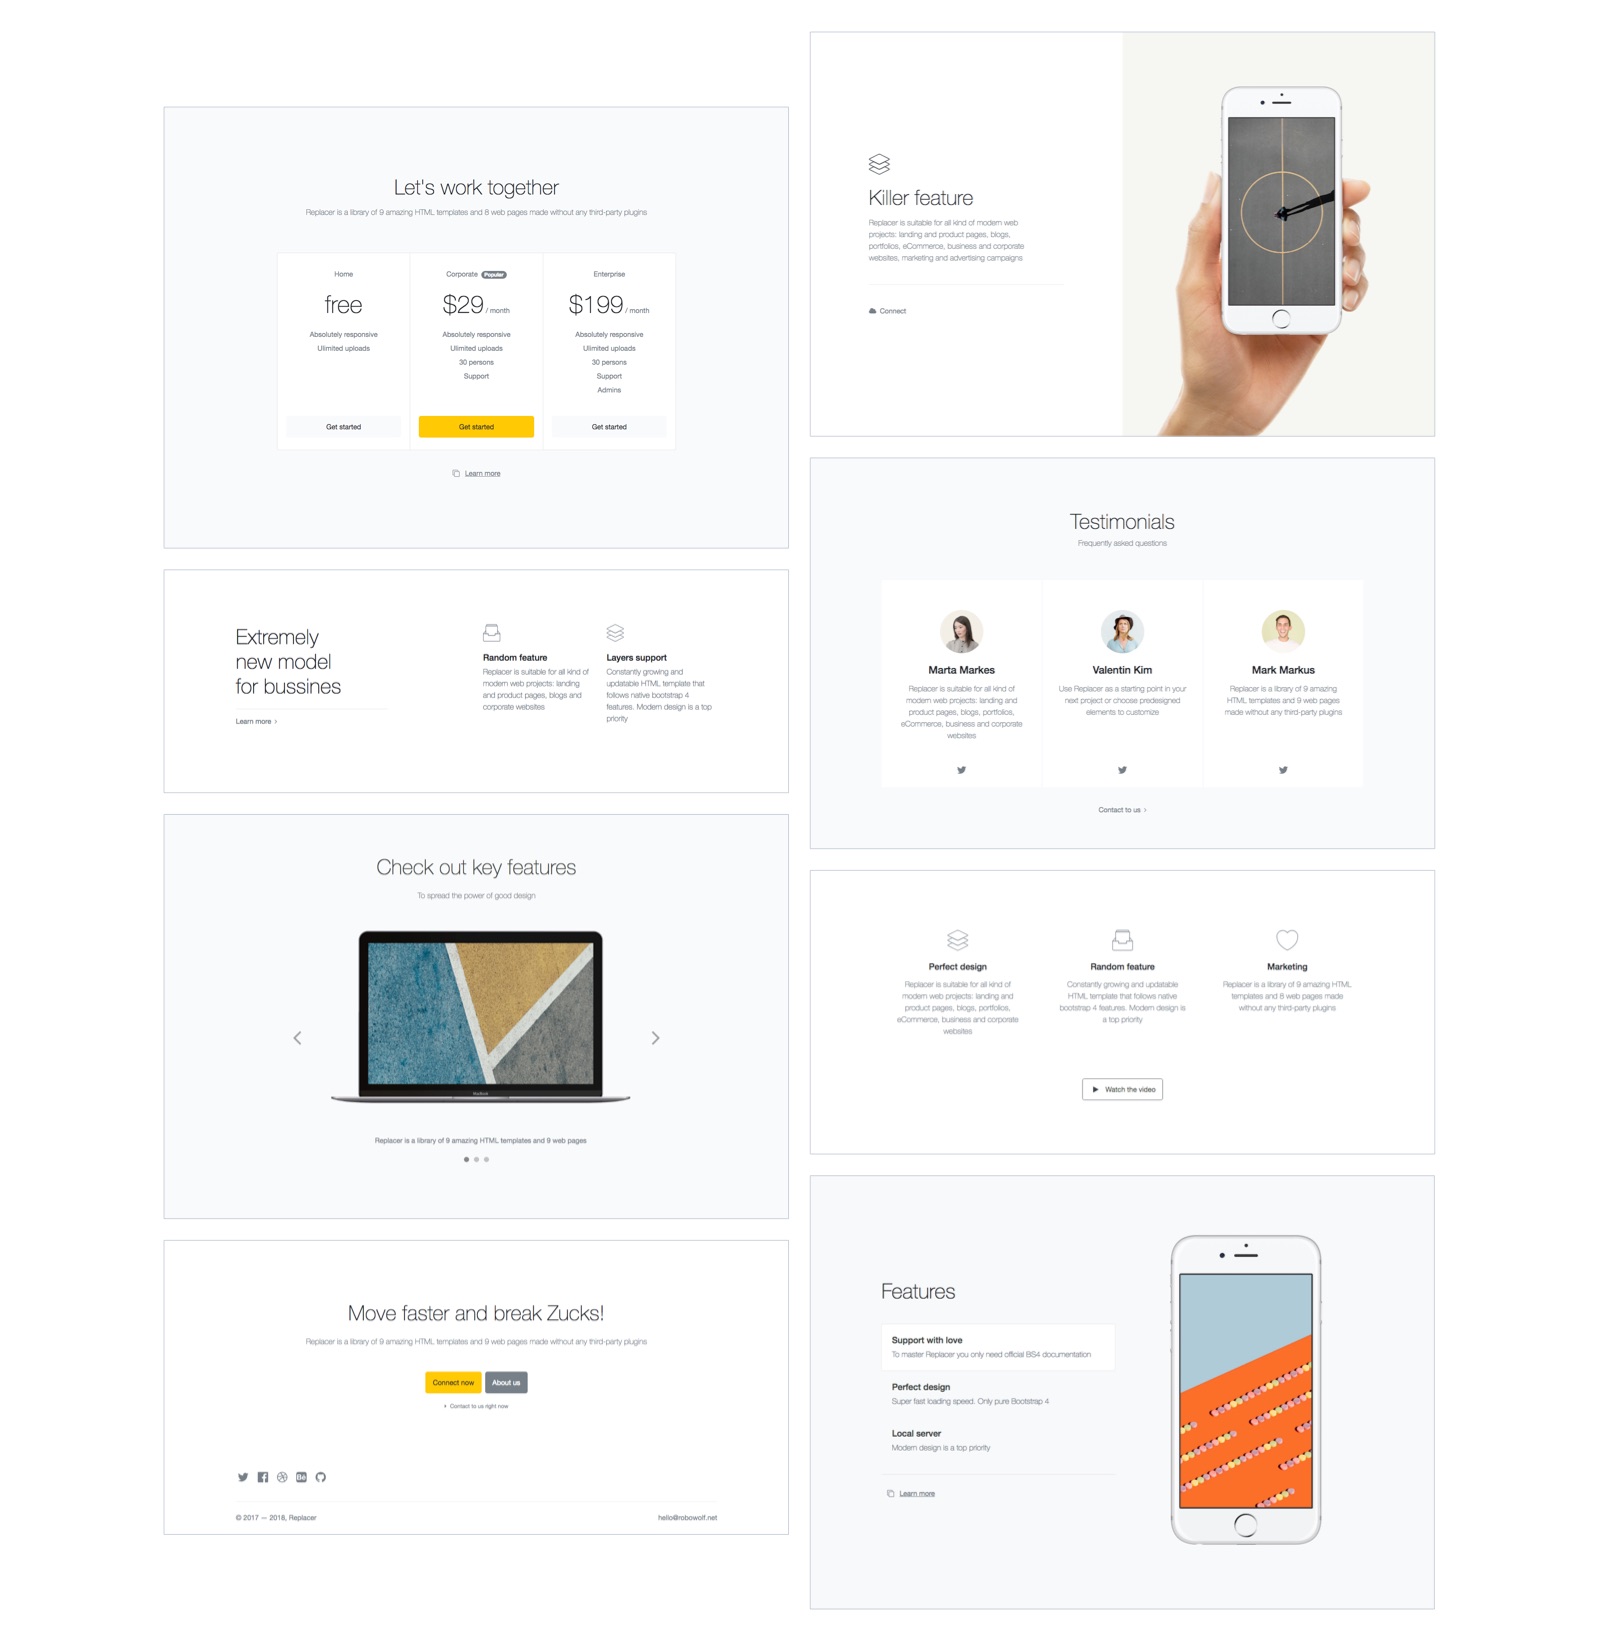 Let's work together
Replacer is a library of 9 amazing HTML templates and 8 web pages made without any third-party plugins
Home
free
Absolutely responsive
Ulimited uploads
Get started
Corporate Popular
$29 / month
Absolutely responsive
Ulimited uploads
30 persons
Support
Get started
Enterprise
$199 / month
Absolutely responsive
Ulimited uploads
30 persons
Support
Admins
Get started
Learn more
Extremely
new model
for bussines
Learn more ›
Random feature
Replacer is suitable for all kind of
modern web projects: landing
and product pages, blogs and
corporate websites
Layers support
Constantly growing and
updatable HTML template that
follows native bootstrap 4
features. Modern design is a top
priority
Check out key features
To spread the power of good design
MacBook
Replacer is a library of 9 amazing HTML templates and 9 web pages
Move faster and break Zucks!
Replacer is a library of 9 amazing HTML templates and 9 web pages made without any third-party plugins
Connect now
About us
Contact to us right now
© 2017 — 2018, Replacer
hello@robowolf.net
Killer feature
Replacer is suitable for all kind of modern web
projects: landing and product pages, blogs,
portfolios, eCommerce, business and corporate
websites, marketing and advertising campaigns
Connect
Testimonials
Frequently asked questions
Marta Markes
Replacer is suitable for all kind of
modern web projects: landing and
product pages, blogs, portfolios,
eCommerce, business and corporate
websites
Valentin Kim
Use Replacer as a starting point in your
next project or choose predesigned
elements to customize
Mark Markus
Replacer is a library of 9 amazing
HTML templates and 9 web pages
made without any third-party plugins
Contact to us ›
Perfect design
Replacer is suitable for all kind of
modern web projects: landing and
product pages, blogs, portfolios,
eCommerce, business and corporate
websites
Random feature
Constantly growing and updatable
HTML template that follows native
bootstrap 4 features. Modern design is
a top priority
Marketing
Replacer is a library of 9 amazing HTML
templates and 8 web pages made
without any third-party plugins
Watch the video
Features
Support with love
To master Replacer you only need official BS4 documentation
Perfect design
Super fast loading speed. Only pure Bootstrap 4
Local server
Modern design is a top priority
Learn more